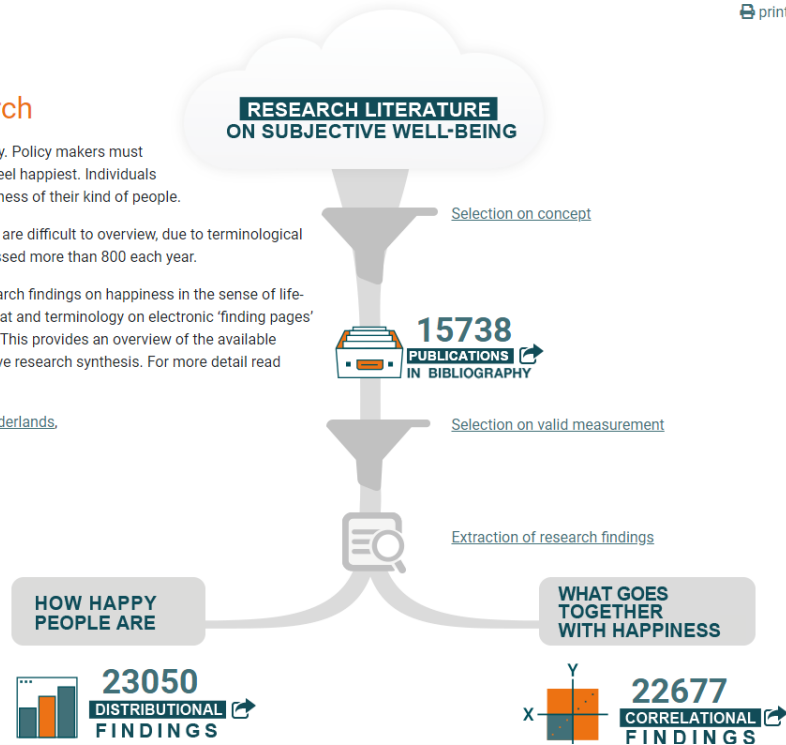 print
RESEARCH LITERATURE
ON SUBJECTIVE WELL-BEING
rch
y. Policy makers must
eel happiest. Individuals
ness of their kind of people.
are difficult to overview, due to terminological
ssed more than 800 each year.
arch findings on happiness in the sense of life-
at and terminology on electronic ‘finding pages’
This provides an overview of the available
ve research synthesis. For more detail read
derlands,
Selection on concept
15738
PUBLICATIONS
IN BIBLIOGRAPHY
Selection on valid measurement
Extraction of research findings
HOW HAPPY
PEOPLE ARE
23050
DISTRIBUTIONAL
FINDINGS
WHAT GOES
TOGETHER
WITH HAPPINESS
Y
X
22677
CORRELATIONAL
FINDINGS